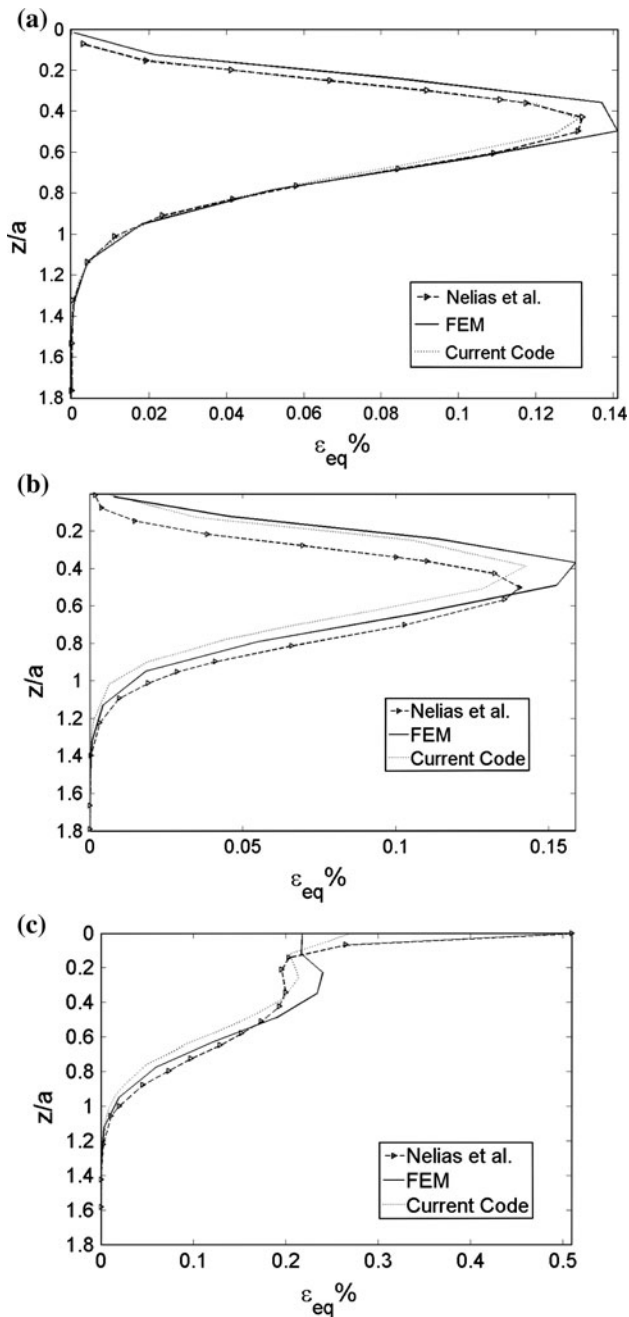 (a)
0
0.2
0.4
0.6
0.8
1
1.2
1.4
1.6
1.8
z/a
Nelias et al.
FEM
Current Code
0 0.02 0.04 0.06 0.08 0.1 0.12 0.14
εeq%
(b)
0.2
0.4
0.6
0.8
1
1.2
1.4
1.6
1.8
z/a
Nelias et al.
FEM
Current Code
0 0.05 0.1 0.15
εeq%
(c)
0
0.2
0.4
0.6
0.8
1
1.2
1.4
1.6
1.8
z/a
Nelias et al.
FEM
Current Code
0 0.1 0.2 0.3 0.4 0.5
εeq%